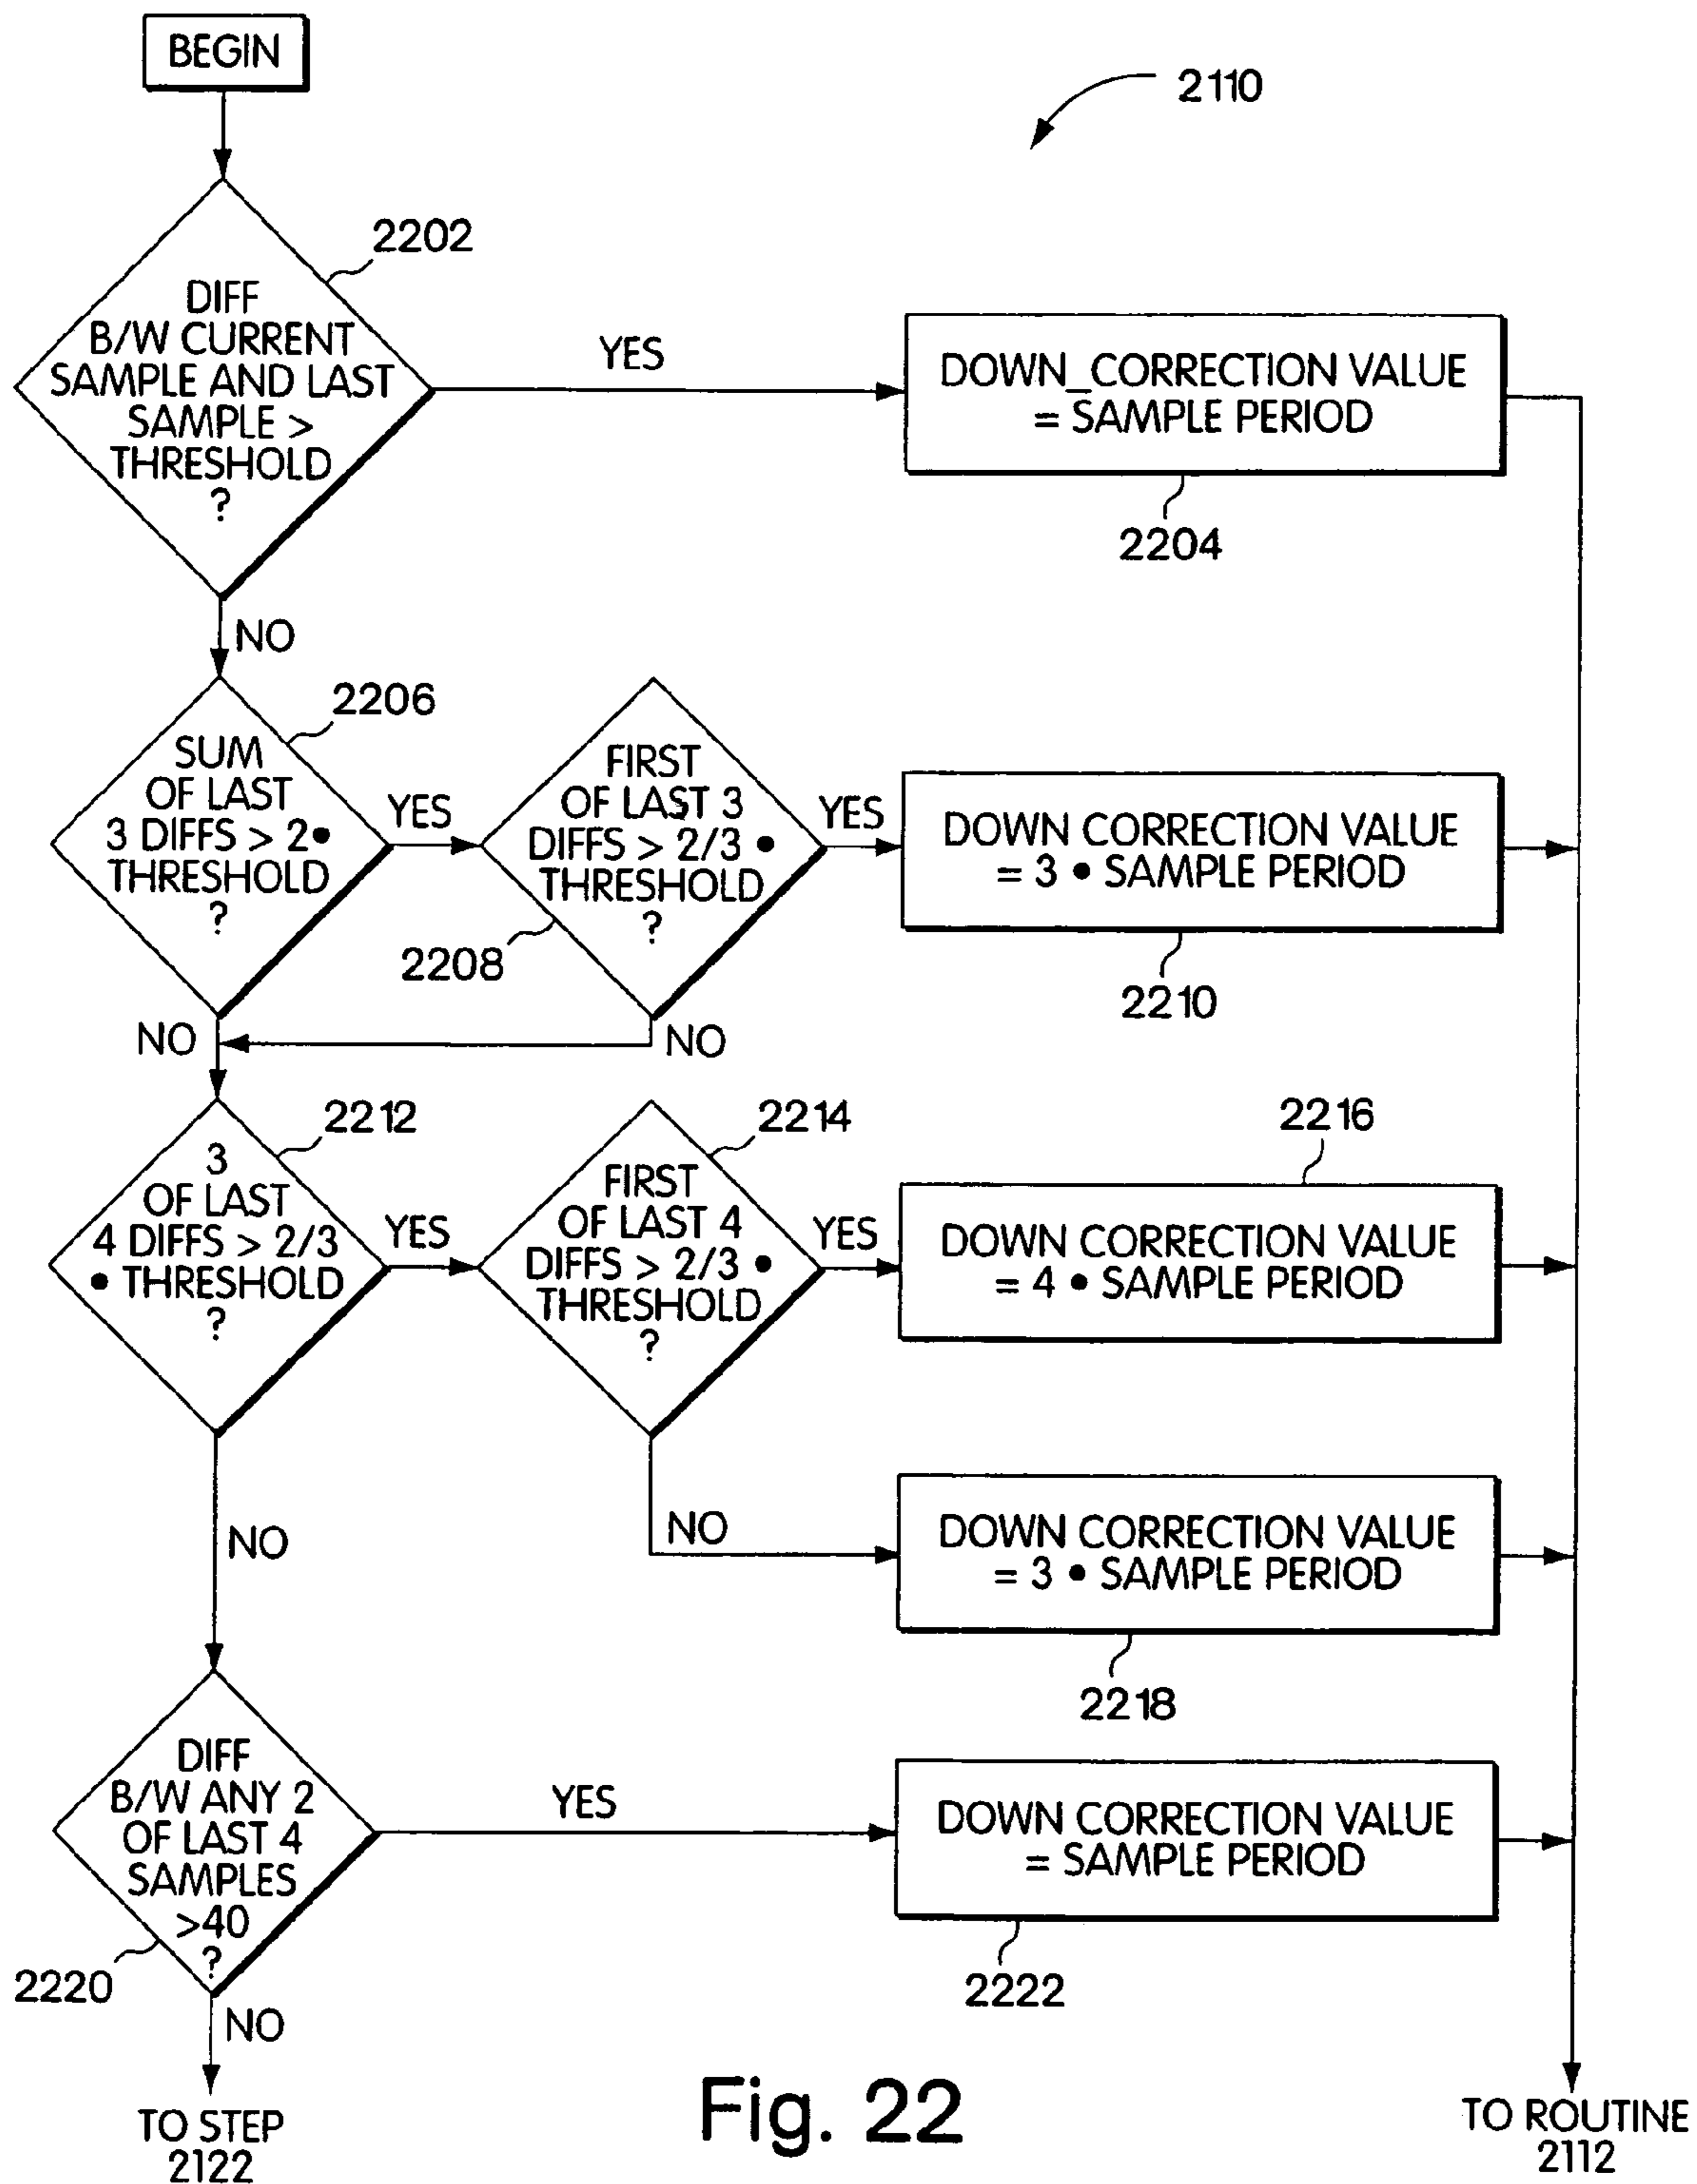 BEGIN
2110
2202
DIFF
B/W CURRENT
SAMPLE AND LAST
SAMPLE >
THRESHOLD
?
YES
DOWN_CORRECTION VALUE
= SAMPLE PERIOD
2204
NO
2206
SUM
OF LAST
3 DIFFS > 2•
THRESHOLD
?
YES
FIRST
OF LAST 3
DIFFS > 2/3 •
THRESHOLD
?
2208
YES
DOWN CORRECTION VALUE
= 3 • SAMPLE PERIOD
2210
NO
NO
2212
3
OF LAST
4 DIFFS > 2/3
• THRESHOLD
?
YES
2214
FIRST
OF LAST 4
DIFFS > 2/3 •
THRESHOLD
?
YES
2216
DOWN CORRECTION VALUE
= 4 • SAMPLE PERIOD
NO
NO
DOWN CORRECTION VALUE
= 3 • SAMPLE PERIOD
2218
DIFF
B/W ANY 2
OF LAST 4
SAMPLES
>40
?
2220
YES
DOWN CORRECTION VALUE
= SAMPLE PERIOD
2222
NO
TO STEP
2122
Fig. 22
TO ROUTINE
2112